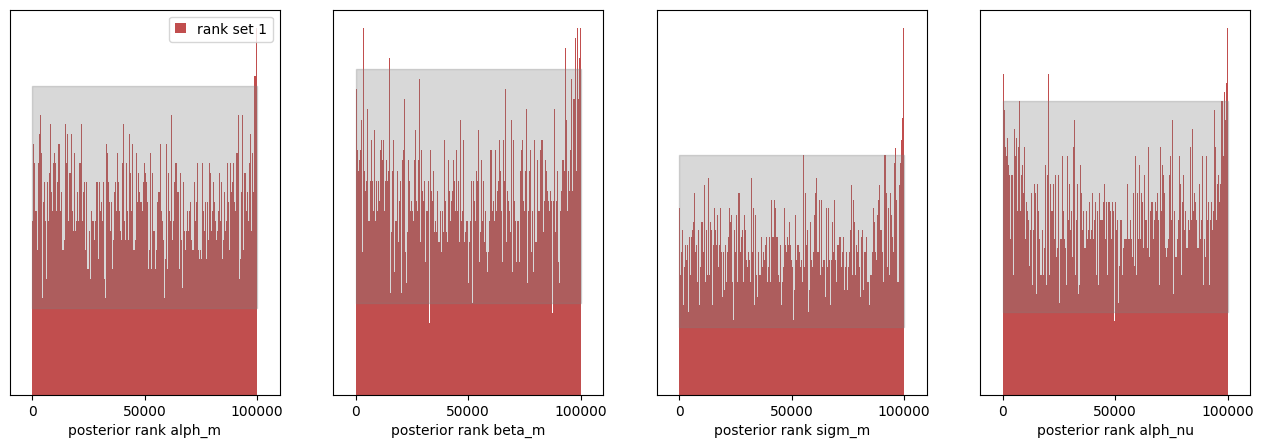 rank set 1
0 50000 100000
posterior rank alph_m
0 50000 100000
posterior rank beta_m
0 50000 100000
posterior rank sigm_m
0 50000 100000
posterior rank alph_nu